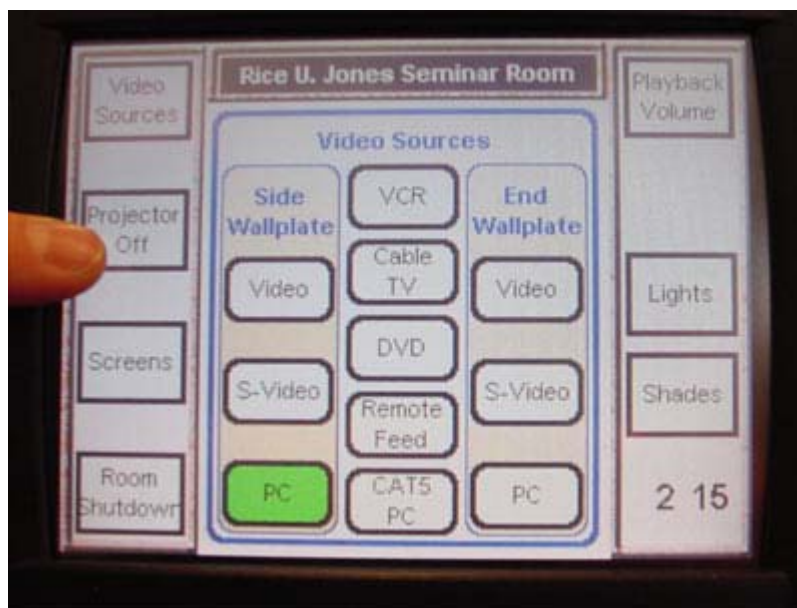 Rice U. Jones Seminar Room
Video
Sources
Projector
Off
Screens
Room
Shutdown
Video Sources
Side
Wallplate
Video
S-Video
PC
VCR
Cable
TV
DVD
Remote
Feed
CAT5
PC
End
Wallplate
Video
S-Video
PC
Playback
Volume
Lights
Shades
2 15